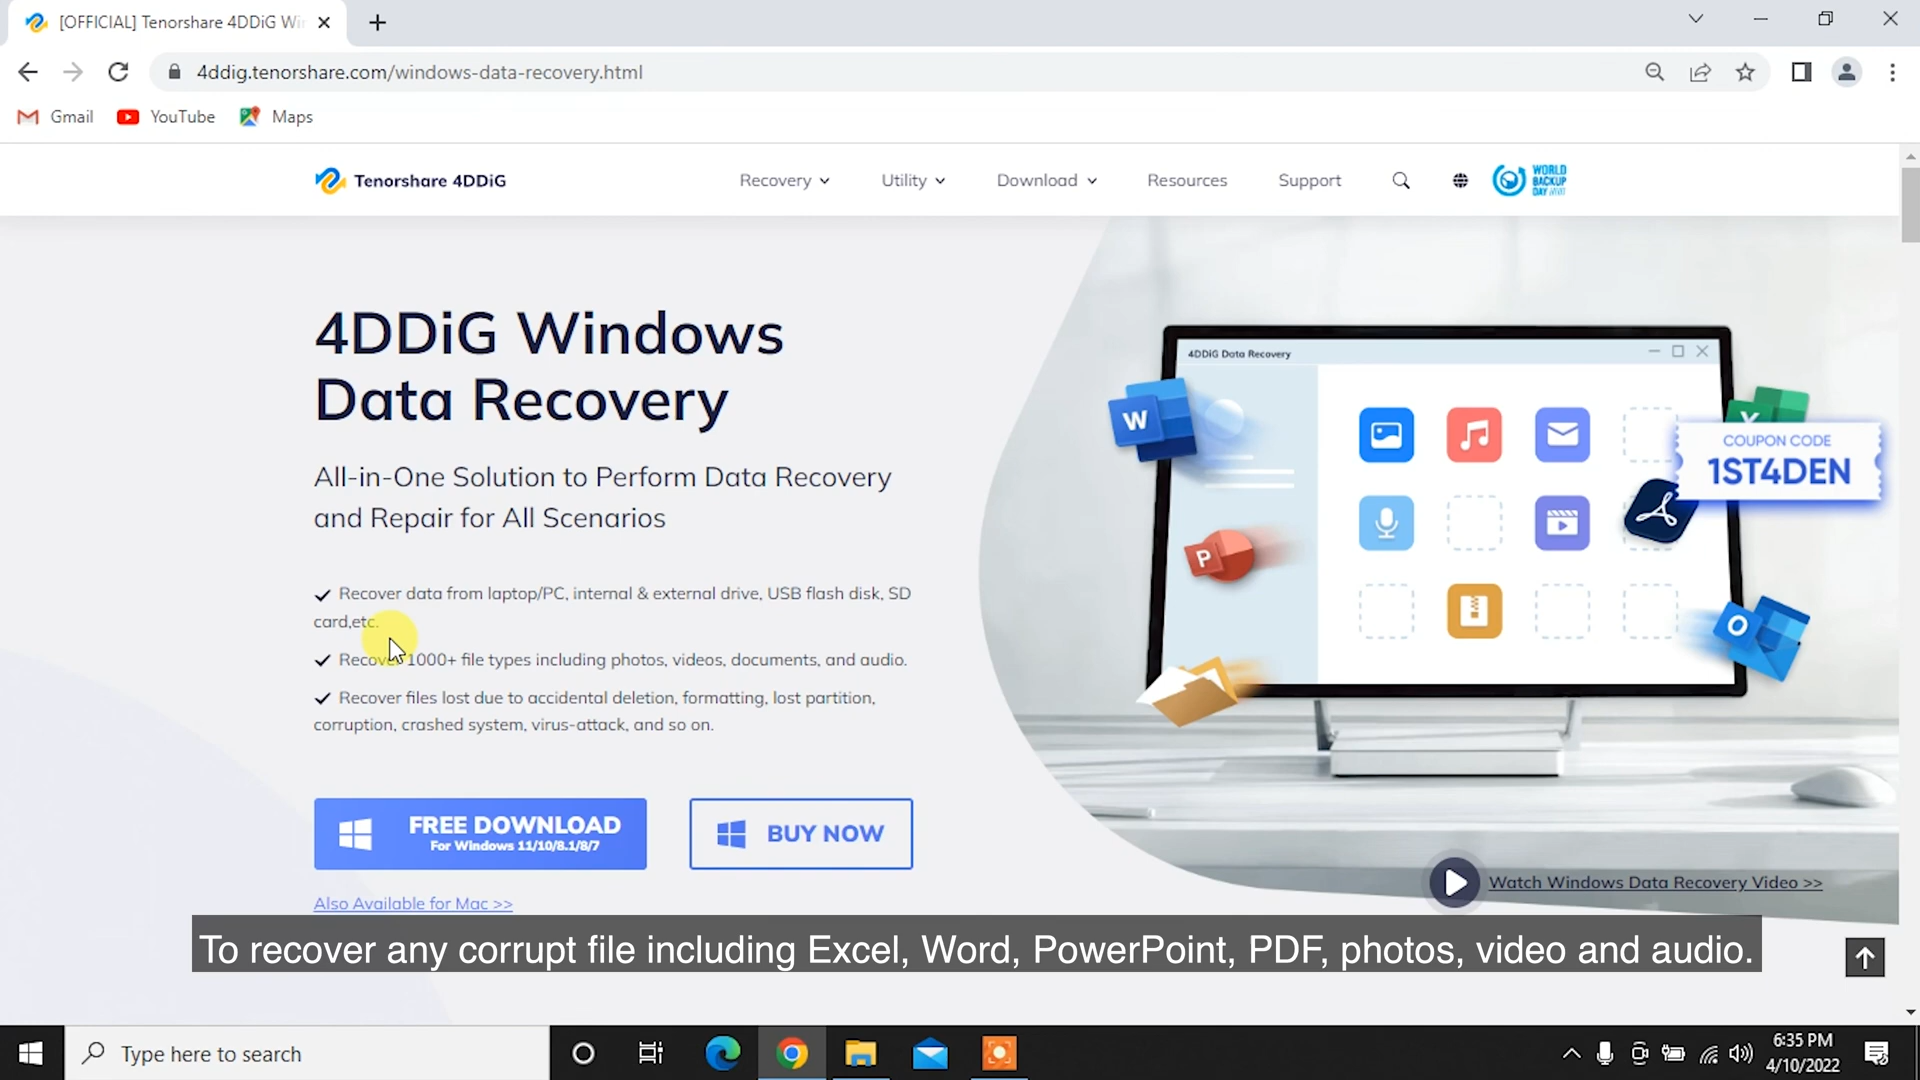 [OFFICIAL] Tenorshare 4DDiG Wi
4ddig.tenorshare.com/windows-data-recovery.html
Gmail
YouTube
Maps
Tenorshare 4DDiG
Recovery
Utility
Download
Resources
Support
WORLD
BACKUP
DAY
4DDiG Windows
Data Recovery
All-in-One Solution to Perform Data Recovery
and Repair for All Scenarios
Recover data from laptop/PC, internal & external drive, USB flash disk, SD
card,etc.
Recover 1000+ file types including photos, videos, documents, and audio.
Recover files lost due to accidental deletion, formatting, lost partition,
corruption, crashed system, virus-attack, and so on.
FREE DOWNLOAD
For Windows 11/10/8.1/8/7
BUY NOW
Also Available for Mac >>
4DDiG Data Recovery
W
P
X
O
COUPON CODE
1ST4DEN
Watch Windows Data Recovery Video >>
To recover any corrupt file including Excel, Word, PowerPoint, PDF, photos, video and audio.
Type here to search
6:35 PM
4/10/2022